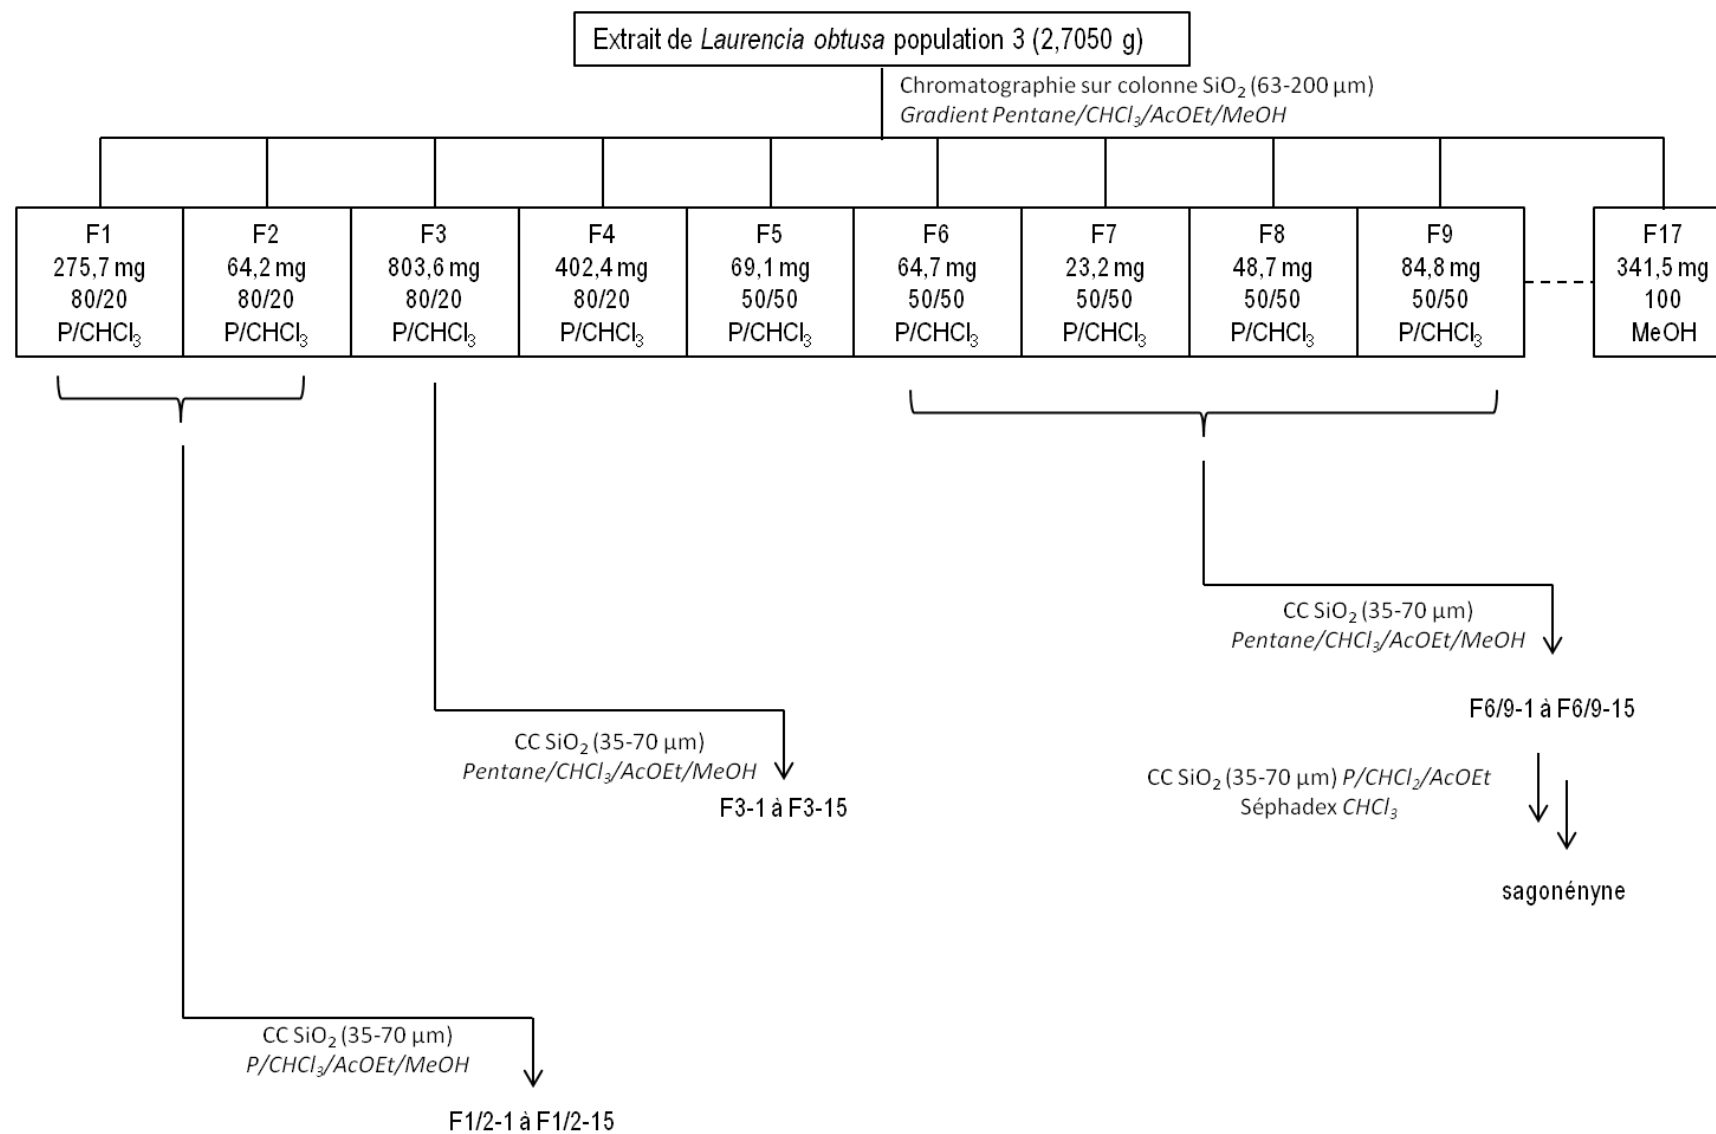 Extrait de Laurencia obtusa population 3 (2,7050 g)
Chromatographie sur colonne SiO₂ (63-200 µm)
Gradient Pentane/CHCl₃/AcOEt/MeOH
F1
275,7 mg
80/20
P/CHCl₃
F2
64,2 mg
80/20
P/CHCl₃
F3
803,6 mg
80/20
P/CHCl₃
F4
402,4 mg
80/20
P/CHCl₃
F5
69,1 mg
50/50
P/CHCl₃
F6
64,7 mg
50/50
P/CHCl₃
F7
23,2 mg
50/50
P/CHCl₃
F8
48,7 mg
50/50
P/CHCl₃
F9
84,8 mg
50/50
P/CHCl₃
F17
341,5 mg
100
MeOH
CC SiO₂ (35-70 µm)
Pentane/CHCl₃/AcOEt/MeOH
F6/9-1 à F6/9-15
CC SiO₂ (35-70 µm) P/CHCl₂/AcOEt
Séphadex CHCl₃
sagonényne
CC SiO₂ (35-70 µm)
Pentane/CHCl₃/AcOEt/MeOH
F3-1 à F3-15
CC SiO₂ (35-70 µm)
P/CHCl₃/AcOEt/MeOH
F1/2-1 à F1/2-15